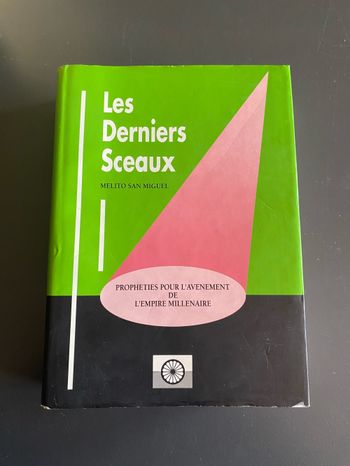 Les
Derniers
Sceaux
MELITO SAN MIGUEL
PROPHETIES POUR L'AVENEMENT
DE
L'EMPIRE MILLENAIRE